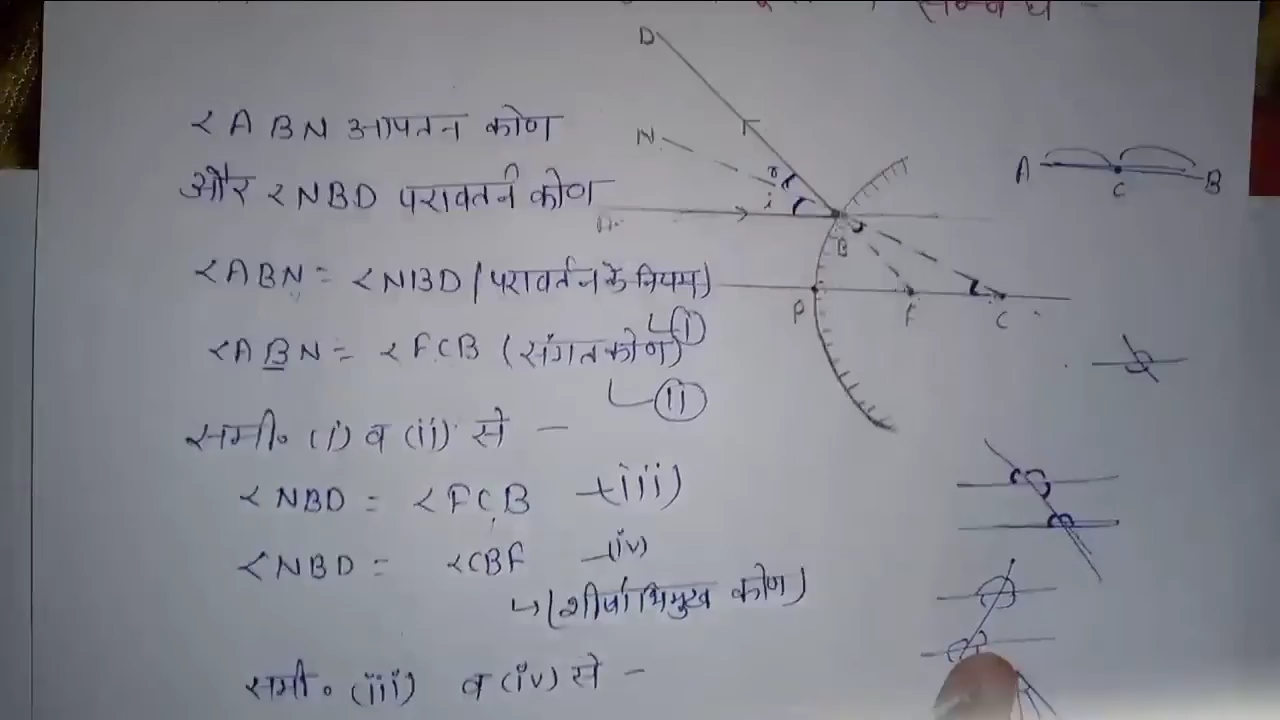 सम्बंध -
∠ABN आपतन कोण
और ∠NBD परावर्तन कोण
∠ABN = ∠NBD (परावर्तन के नियम)
(i)
∠ABN = ∠FCB (संगत कोण)
(ii)
समी० (i) व (ii) से -
∠NBD = ∠FCB -(iii)
∠NBD = ∠CBF -(iv)
(शीर्षाभिमुख कोण)
समी० (iii) व (iv) से -
D
N
r
i
A
B
P
F
C
A
C
B